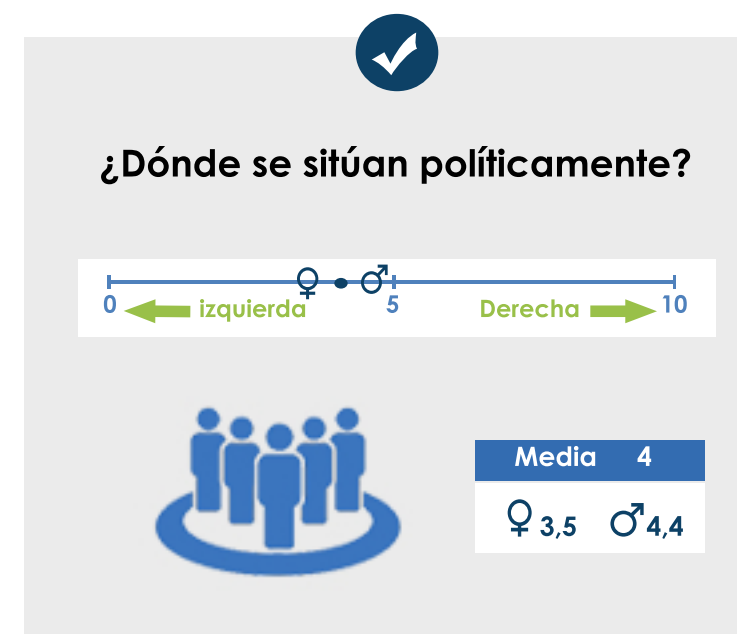 ¿Dónde se sitúan políticamente?
0 izquierda 5 Derecha 10
Media 4
♀ 3,5 ♂ 4,4